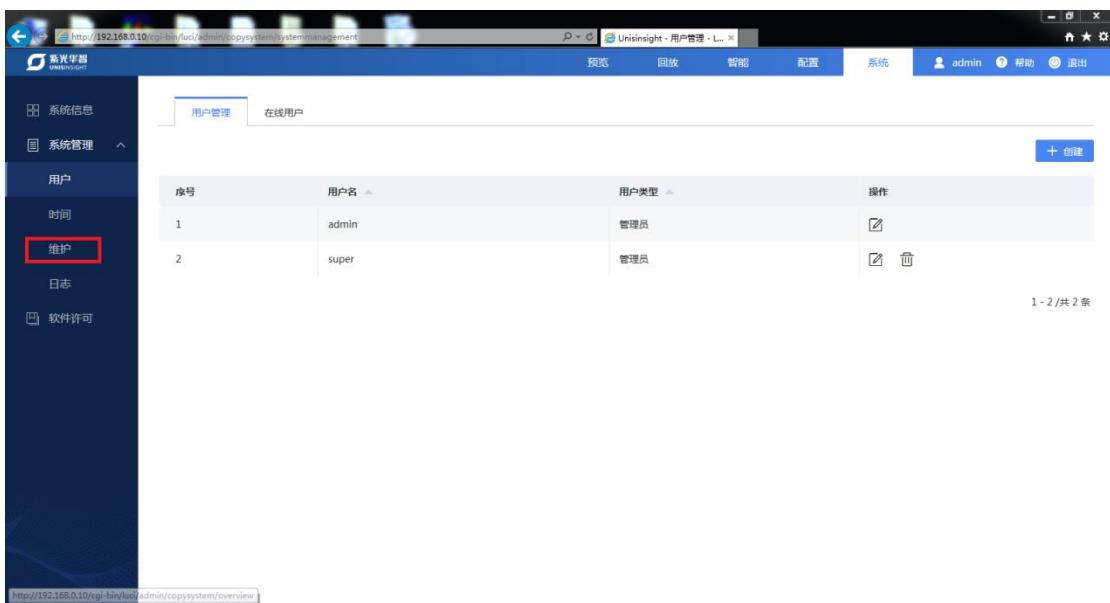 http://192.168.0.10/cgi-bin/luci/admin/copysystem/systemmanagement
Unisinsight - 用户管理 - L...
紫光华智
UNISINSIGHT
预览 回放 智能 配置 系统 admin 帮助 退出
系统信息
系统管理
用户
时间
维护
日志
软件许可
用户管理 在线用户
创建
序号 用户名 用户类型 操作
1 admin 管理员
2 super 管理员
1 - 2 /共 2 条
http://192.168.0.10/cgi-bin/luci/admin/copysystem/overview